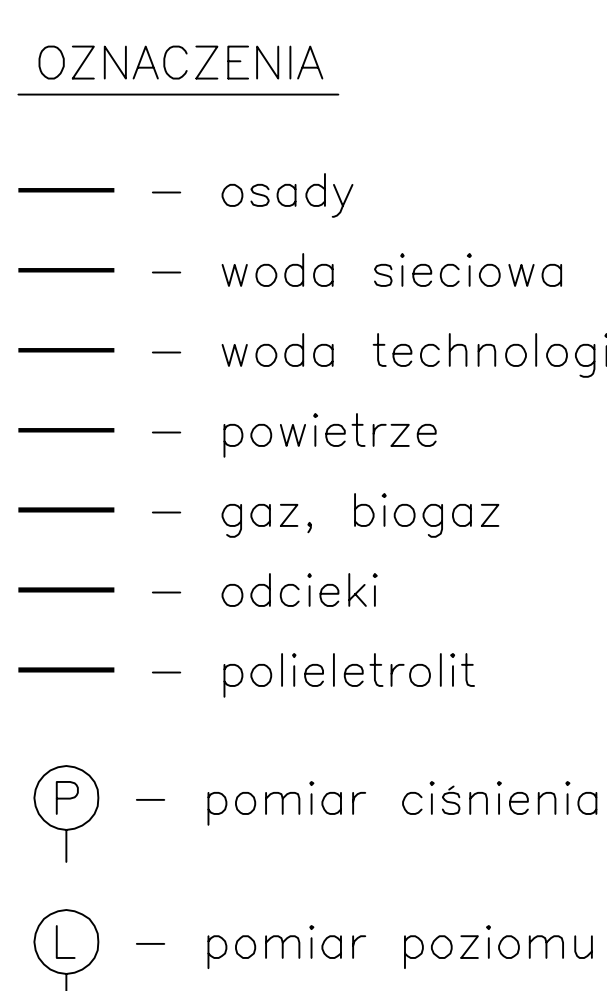 OZNACZENIA
– osady
– woda sieciowa
– woda technologi
– powietrze
– gaz, biogaz
– odcieki
– polieletrolit
P – pomiar ciśnienia
L – pomiar poziomu